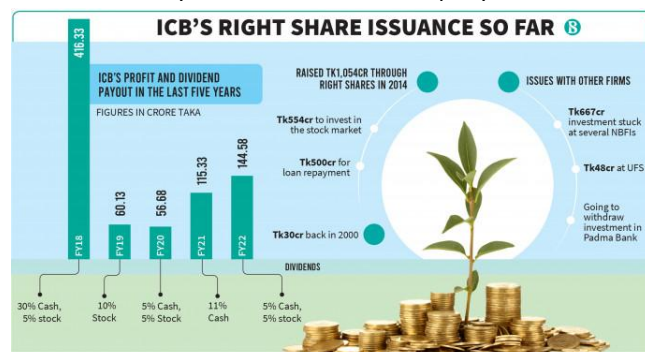 ICB'S RIGHT SHARE ISSUANCE SO FAR B
ICB'S PROFIT AND DIVIDEND
PAYOUT IN THE LAST FIVE YEARS
FIGURES IN CRORE TAKA
416.33
60.13
56.68
115.33
144.58
FY18
FY19
FY20
FY21
FY22
DIVIDENDS
30% Cash,
5% stock
10%
Stock
5% Cash,
5% Stock
11%
Cash
5% Cash,
5% stock
RAISED TK1,054CR THROUGH
RIGHT SHARES IN 2014
Tk554cr to invest in
the stock market
Tk500cr for
loan repayment
Tk30cr back in 2000
ISSUES WITH OTHER FIRMS
Tk667cr
investment stuck
at several NBFIs
Tk48cr at UFS
Going to
withdraw
investment in
Padma Bank